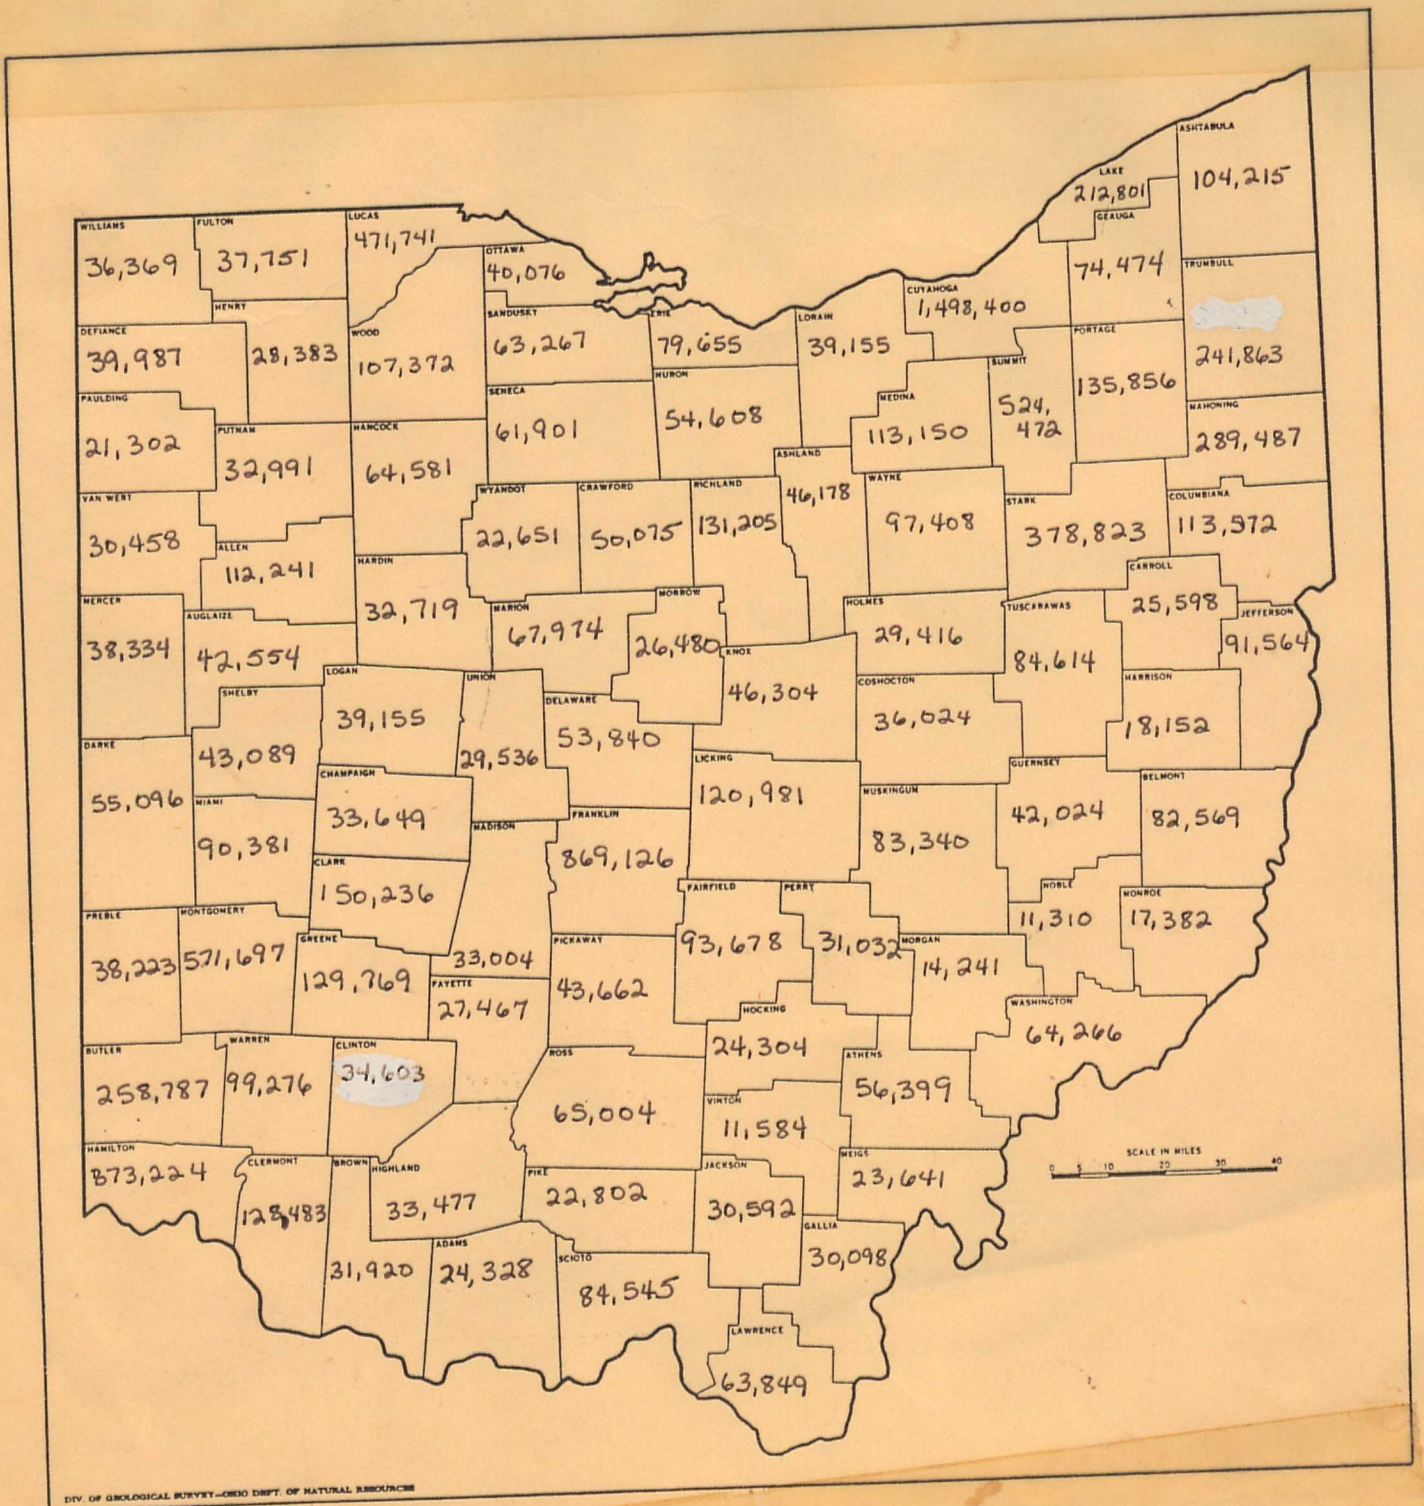 ASHTABULA
104,215
LAKE
212,801
GEAUGA
74,474
WILLIAMS
36,369
FULTON
37,751
LUCAS
471,741
OTTAWA
40,076
CUYAHOGA
1,498,400
TRUMBULL
241,863
HENRY
28,383
DEFIANCE
39,987
WOOD
107,372
SANDUSKY
63,267
ERIE
79,655
LORAIN
39,155
PORTAGE
135,856
SUMMIT
524,
472
MEDINA
113,150
MAHONING
289,487
PAULDING
21,302
PUTNAM
32,991
HANCOCK
64,581
SENECA
61,901
HURON
54,608
ASHLAND
46,178
WAYNE
97,408
STARK
378,823
COLUMBIANA
113,572
VAN WERT
30,458
ALLEN
112,241
WYANDOT
22,651
CRAWFORD
50,075
RICHLAND
131,205
CARROLL
25,598
JEFFERSON
91,564
HARDIN
32,719
MERCER
38,334
AUGLAIZE
42,554
MARION
67,974
MORROW
26,480
HOLMES
29,416
TUSCARAWAS
84,614
KNOX
46,304
COSHOCTON
36,024
HARRISON
18,152
LOGAN
39,155
UNION
29,536
SHELBY
43,089
DELAWARE
53,840
DARKE
55,096
MIAMI
90,381
CHAMPAIGN
33,649
LICKING
120,981
MUSKINGUM
83,340
GUERNSEY
42,024
BELMONT
82,569
MADISON
33,004
FRANKLIN
869,126
CLARK
150,236
FAIRFIELD
93,678
PERRY
31,032
NOBLE
11,310
MONROE
17,382
PREBLE
38,223
MONTGOMERY
571,697
GREENE
129,769
FAYETTE
27,467
PICKAWAY
43,662
MORGAN
14,241
WASHINGTON
64,266
HOCKING
24,304
ATHENS
56,399
BUTLER
258,787
WARREN
99,276
CLINTON
34,603
ROSS
65,004
VINTON
11,584
HAMILTON
873,224
CLERMONT
128,483
BROWN
31,920
HIGHLAND
33,477
PIKE
22,802
JACKSON
30,592
MEIGS
23,641
SCALE IN MILES
0 5 10 20 30 40
GALLIA
30,098
ADAMS
24,328
SCIOTO
84,545
LAWRENCE
63,849
DIV. OF GEOLOGICAL SURVEY—OHIO DEPT. OF NATURAL RESOURCES